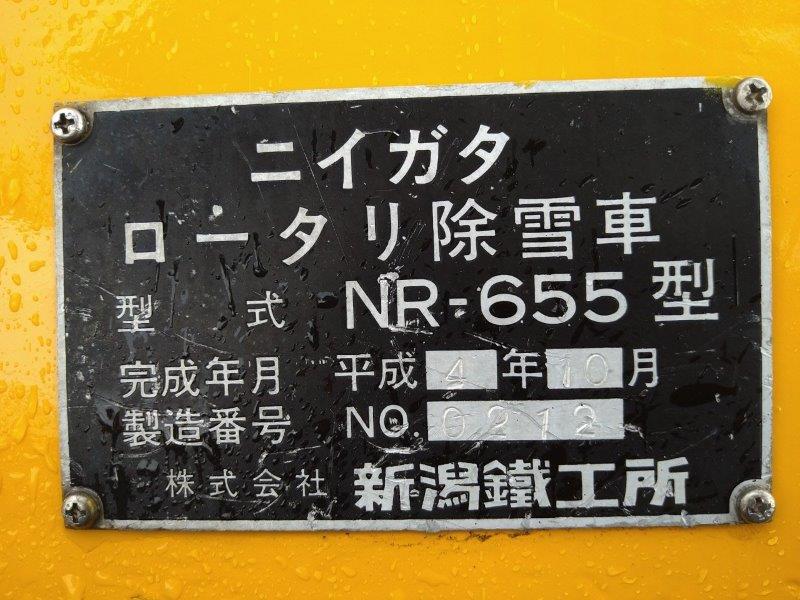 ニイガタ
ロータリ除雪車
型式 NR-655型
完成年月 平成4年10月
製造番号 NO. 0213
株式会社 新潟鐵工所